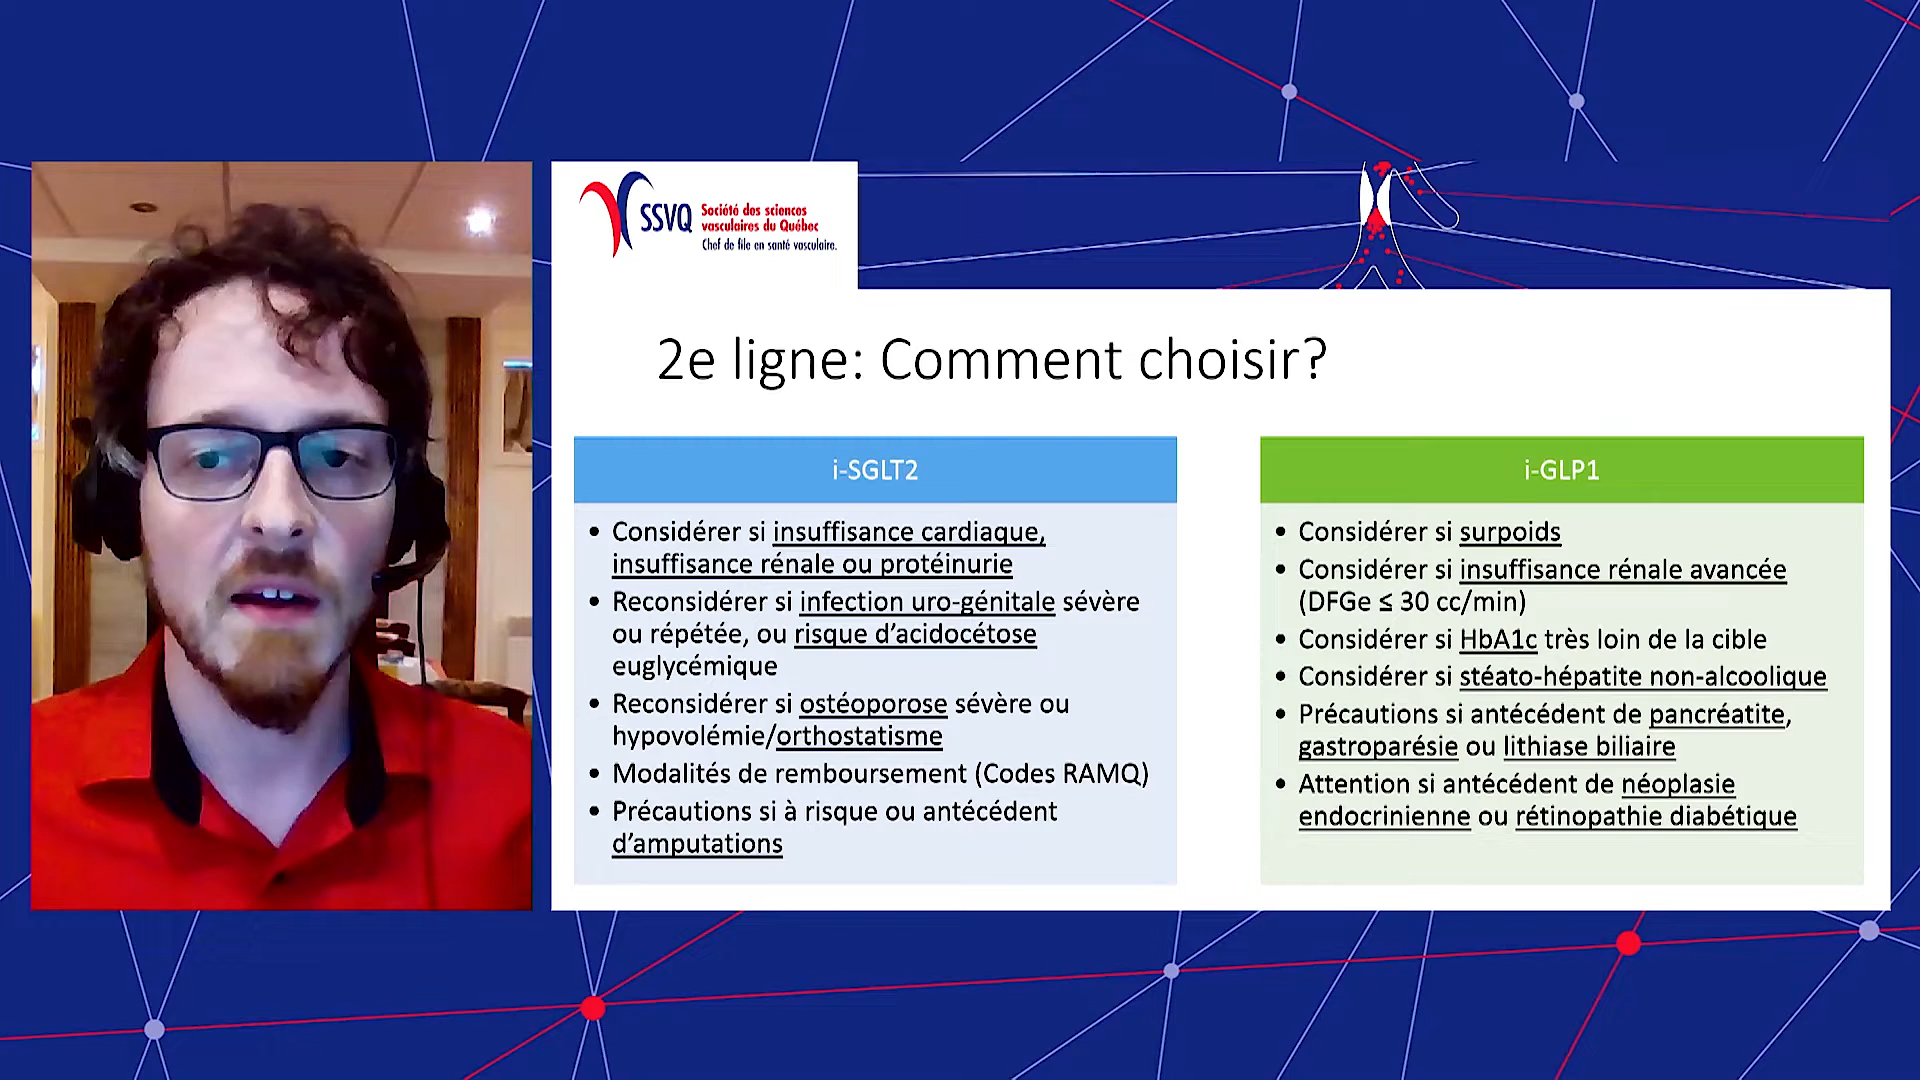 SSVQ
Société des sciences
vasculaires du Québec
Chef de file en santé vasculaire.
2e ligne: Comment choisir?
i-SGLT2
• Considérer si insuffisance cardiaque,
insuffisance rénale ou protéinurie
• Reconsidérer si infection uro-génitale sévère
ou répétée, ou risque d’acidocétose
euglycémique
• Reconsidérer si ostéoporose sévère ou
hypovolémie/orthostatisme
• Modalités de remboursement (Codes RAMQ)
• Précautions si à risque ou antécédent
d’amputations
i-GLP1
• Considérer si surpoids
• Considérer si insuffisance rénale avancée
(DFGe ≤ 30 cc/min)
• Considérer si HbA1c très loin de la cible
• Considérer si stéato-hépatite non-alcoolique
• Précautions si antécédent de pancréatite,
gastroparésie ou lithiase biliaire
• Attention si antécédent de néoplasie
endocrinienne ou rétinopathie diabétique